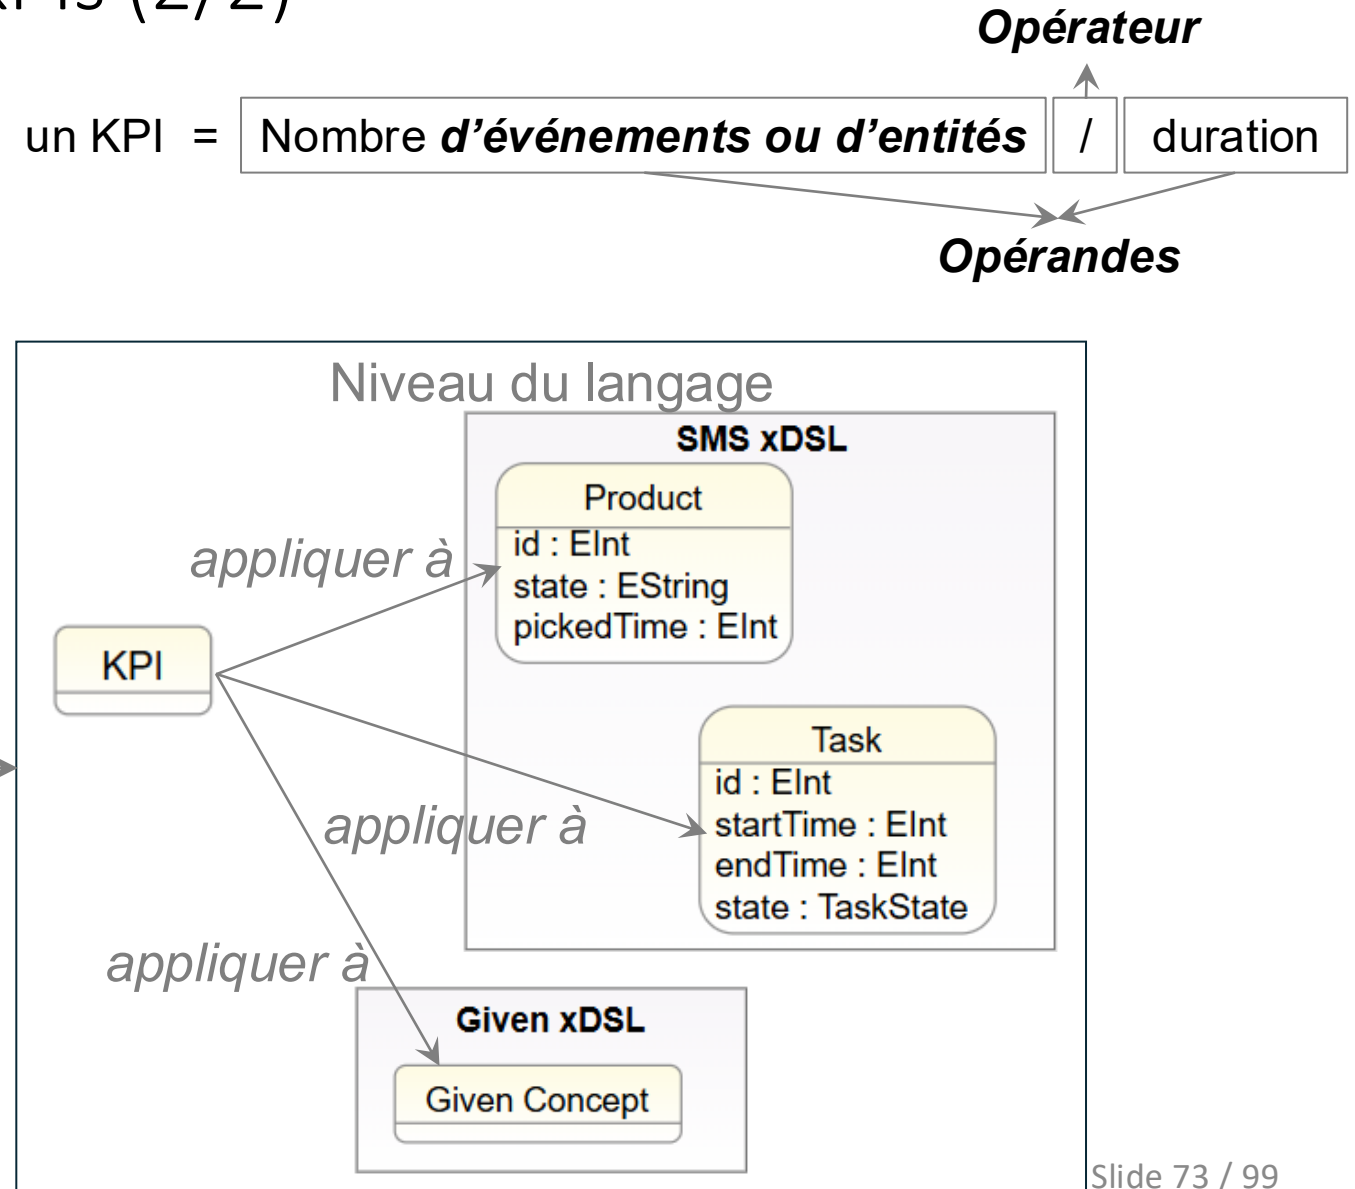 (2/2)
Opérateur
un KPI = Nombre d’événements ou d’entités / duration
Opérandes
Niveau du langage
SMS xDSL
Product
id : EInt
state : EString
pickedTime : EInt
appliquer à
KPI
Task
id : EInt
startTime : EInt
endTime : EInt
state : TaskState
appliquer à
appliquer à
Given xDSL
Given Concept
Slide 73 / 99